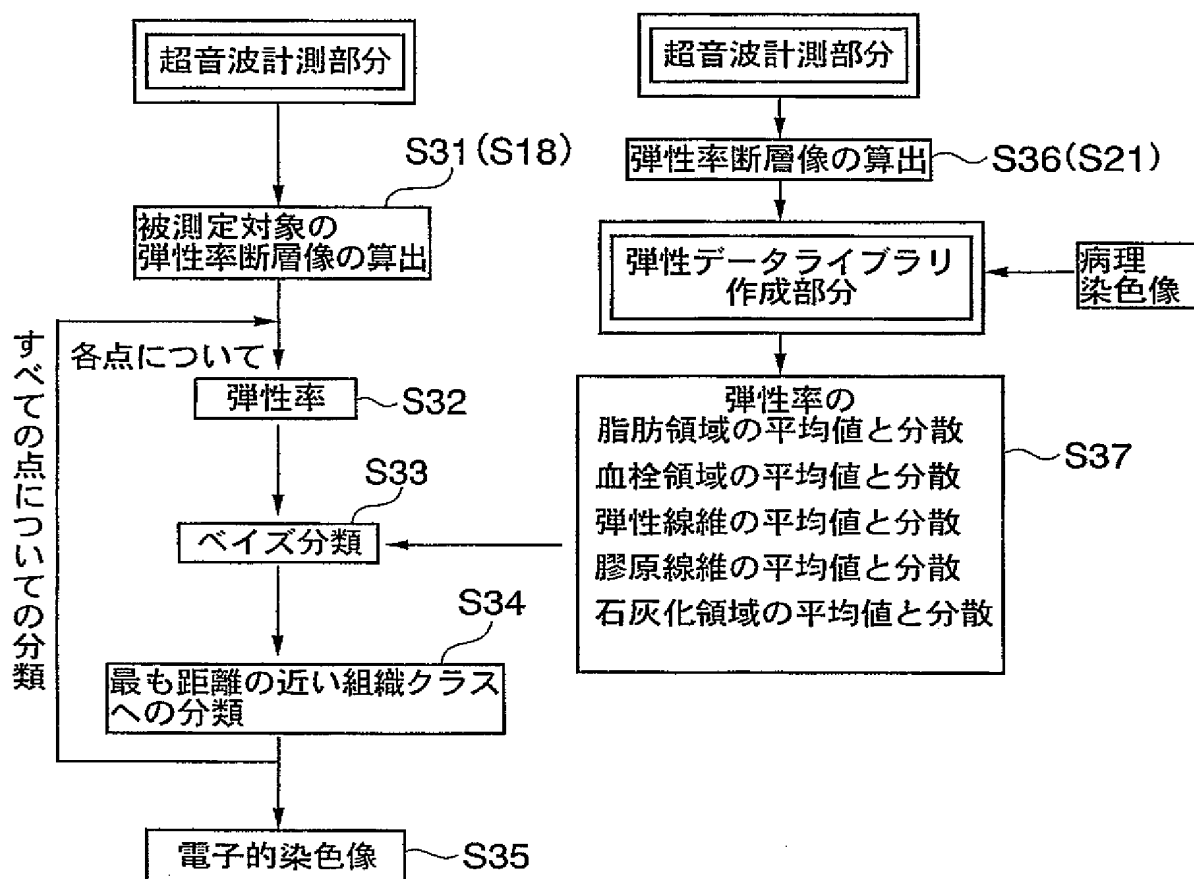 超音波計測部分
S31(S18)
被測定対象の
弾性率断層像の算出
各点について
弾性率
S32
S33
ベイズ分類
S34
最も距離の近い組織クラス
への分類
すべての点についての分類
電子的染色像
S35
超音波計測部分
弾性率断層像の算出
S36(S21)
弾性データライブラリ
作成部分
病理
染色像
弾性率の
脂肪領域の平均値と分散
血栓領域の平均値と分散
弾性線維の平均値と分散
膠原線維の平均値と分散
石灰化領域の平均値と分散
S37